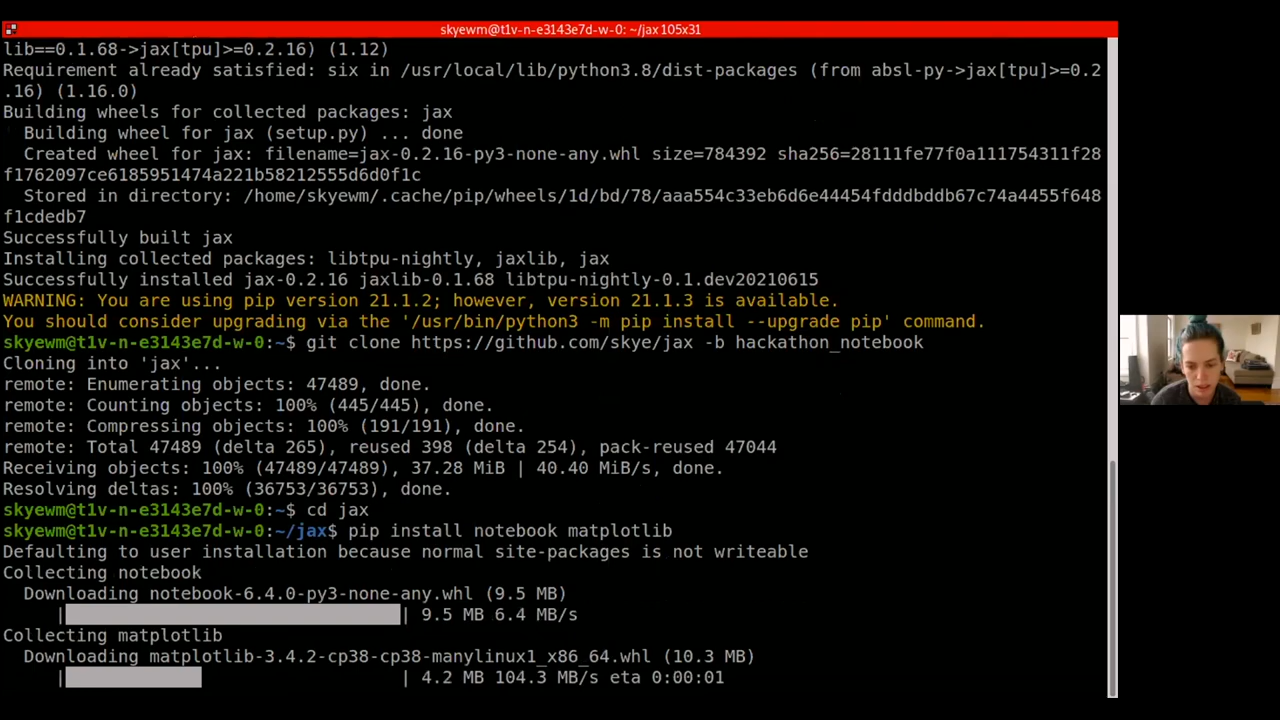 skyewm@t1v-n-e3143e7d-w-0: ~/jax 105x31
lib==0.1.68->jax[tpu]>=0.2.16) (1.12)
Requirement already satisfied: six in /usr/local/lib/python3.8/dist-packages (from absl-py->jax[tpu]>=0.2
.16) (1.16.0)
Building wheels for collected packages: jax
  Building wheel for jax (setup.py) ... done
  Created wheel for jax: filename=jax-0.2.16-py3-none-any.whl size=784392 sha256=28111fe77f0a111754311f28
f1762097ce6185951474a221b58212555d6d0f1c
  Stored in directory: /home/skyewm/.cache/pip/wheels/1d/bd/78/aaa554c33eb6d6e44454fdddbddb67c74a4455f648
f1cdedb7
Successfully built jax
Installing collected packages: libtpu-nightly, jaxlib, jax
Successfully installed jax-0.2.16 jaxlib-0.1.68 libtpu-nightly-0.1.dev20210615
WARNING: You are using pip version 21.1.2; however, version 21.1.3 is available.
You should consider upgrading via the '/usr/bin/python3 -m pip install --upgrade pip' command.
skyewm@t1v-n-e3143e7d-w-0:~$ git clone https://github.com/skye/jax -b hackathon_notebook
Cloning into 'jax'...
remote: Enumerating objects: 47489, done.
remote: Counting objects: 100% (445/445), done.
remote: Compressing objects: 100% (191/191), done.
remote: Total 47489 (delta 265), reused 398 (delta 254), pack-reused 47044
Receiving objects: 100% (47489/47489), 37.28 MiB | 40.40 MiB/s, done.
Resolving deltas: 100% (36753/36753), done.
skyewm@t1v-n-e3143e7d-w-0:~$ cd jax
skyewm@t1v-n-e3143e7d-w-0:~/jax$ pip install notebook matplotlib
Defaulting to user installation because normal site-packages is not writeable
Collecting notebook
  Downloading notebook-6.4.0-py3-none-any.whl (9.5 MB)
     | | 9.5 MB 6.4 MB/s
Collecting matplotlib
  Downloading matplotlib-3.4.2-cp38-cp38-manylinux1_x86_64.whl (10.3 MB)
     | | 4.2 MB 104.3 MB/s eta 0:00:01